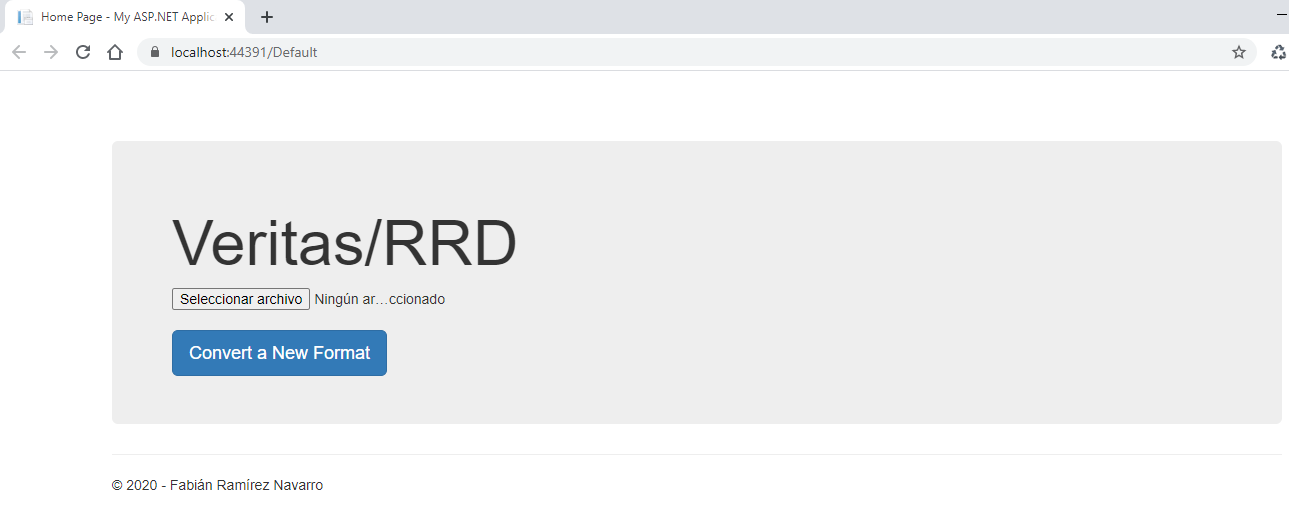 Home Page - My ASP.NET Applic
localhost:44391/Default
Veritas/RRD
Seleccionar archivo Ningún ar...ccionado
Convert a New Format
© 2020 - Fabián Ramírez Navarro